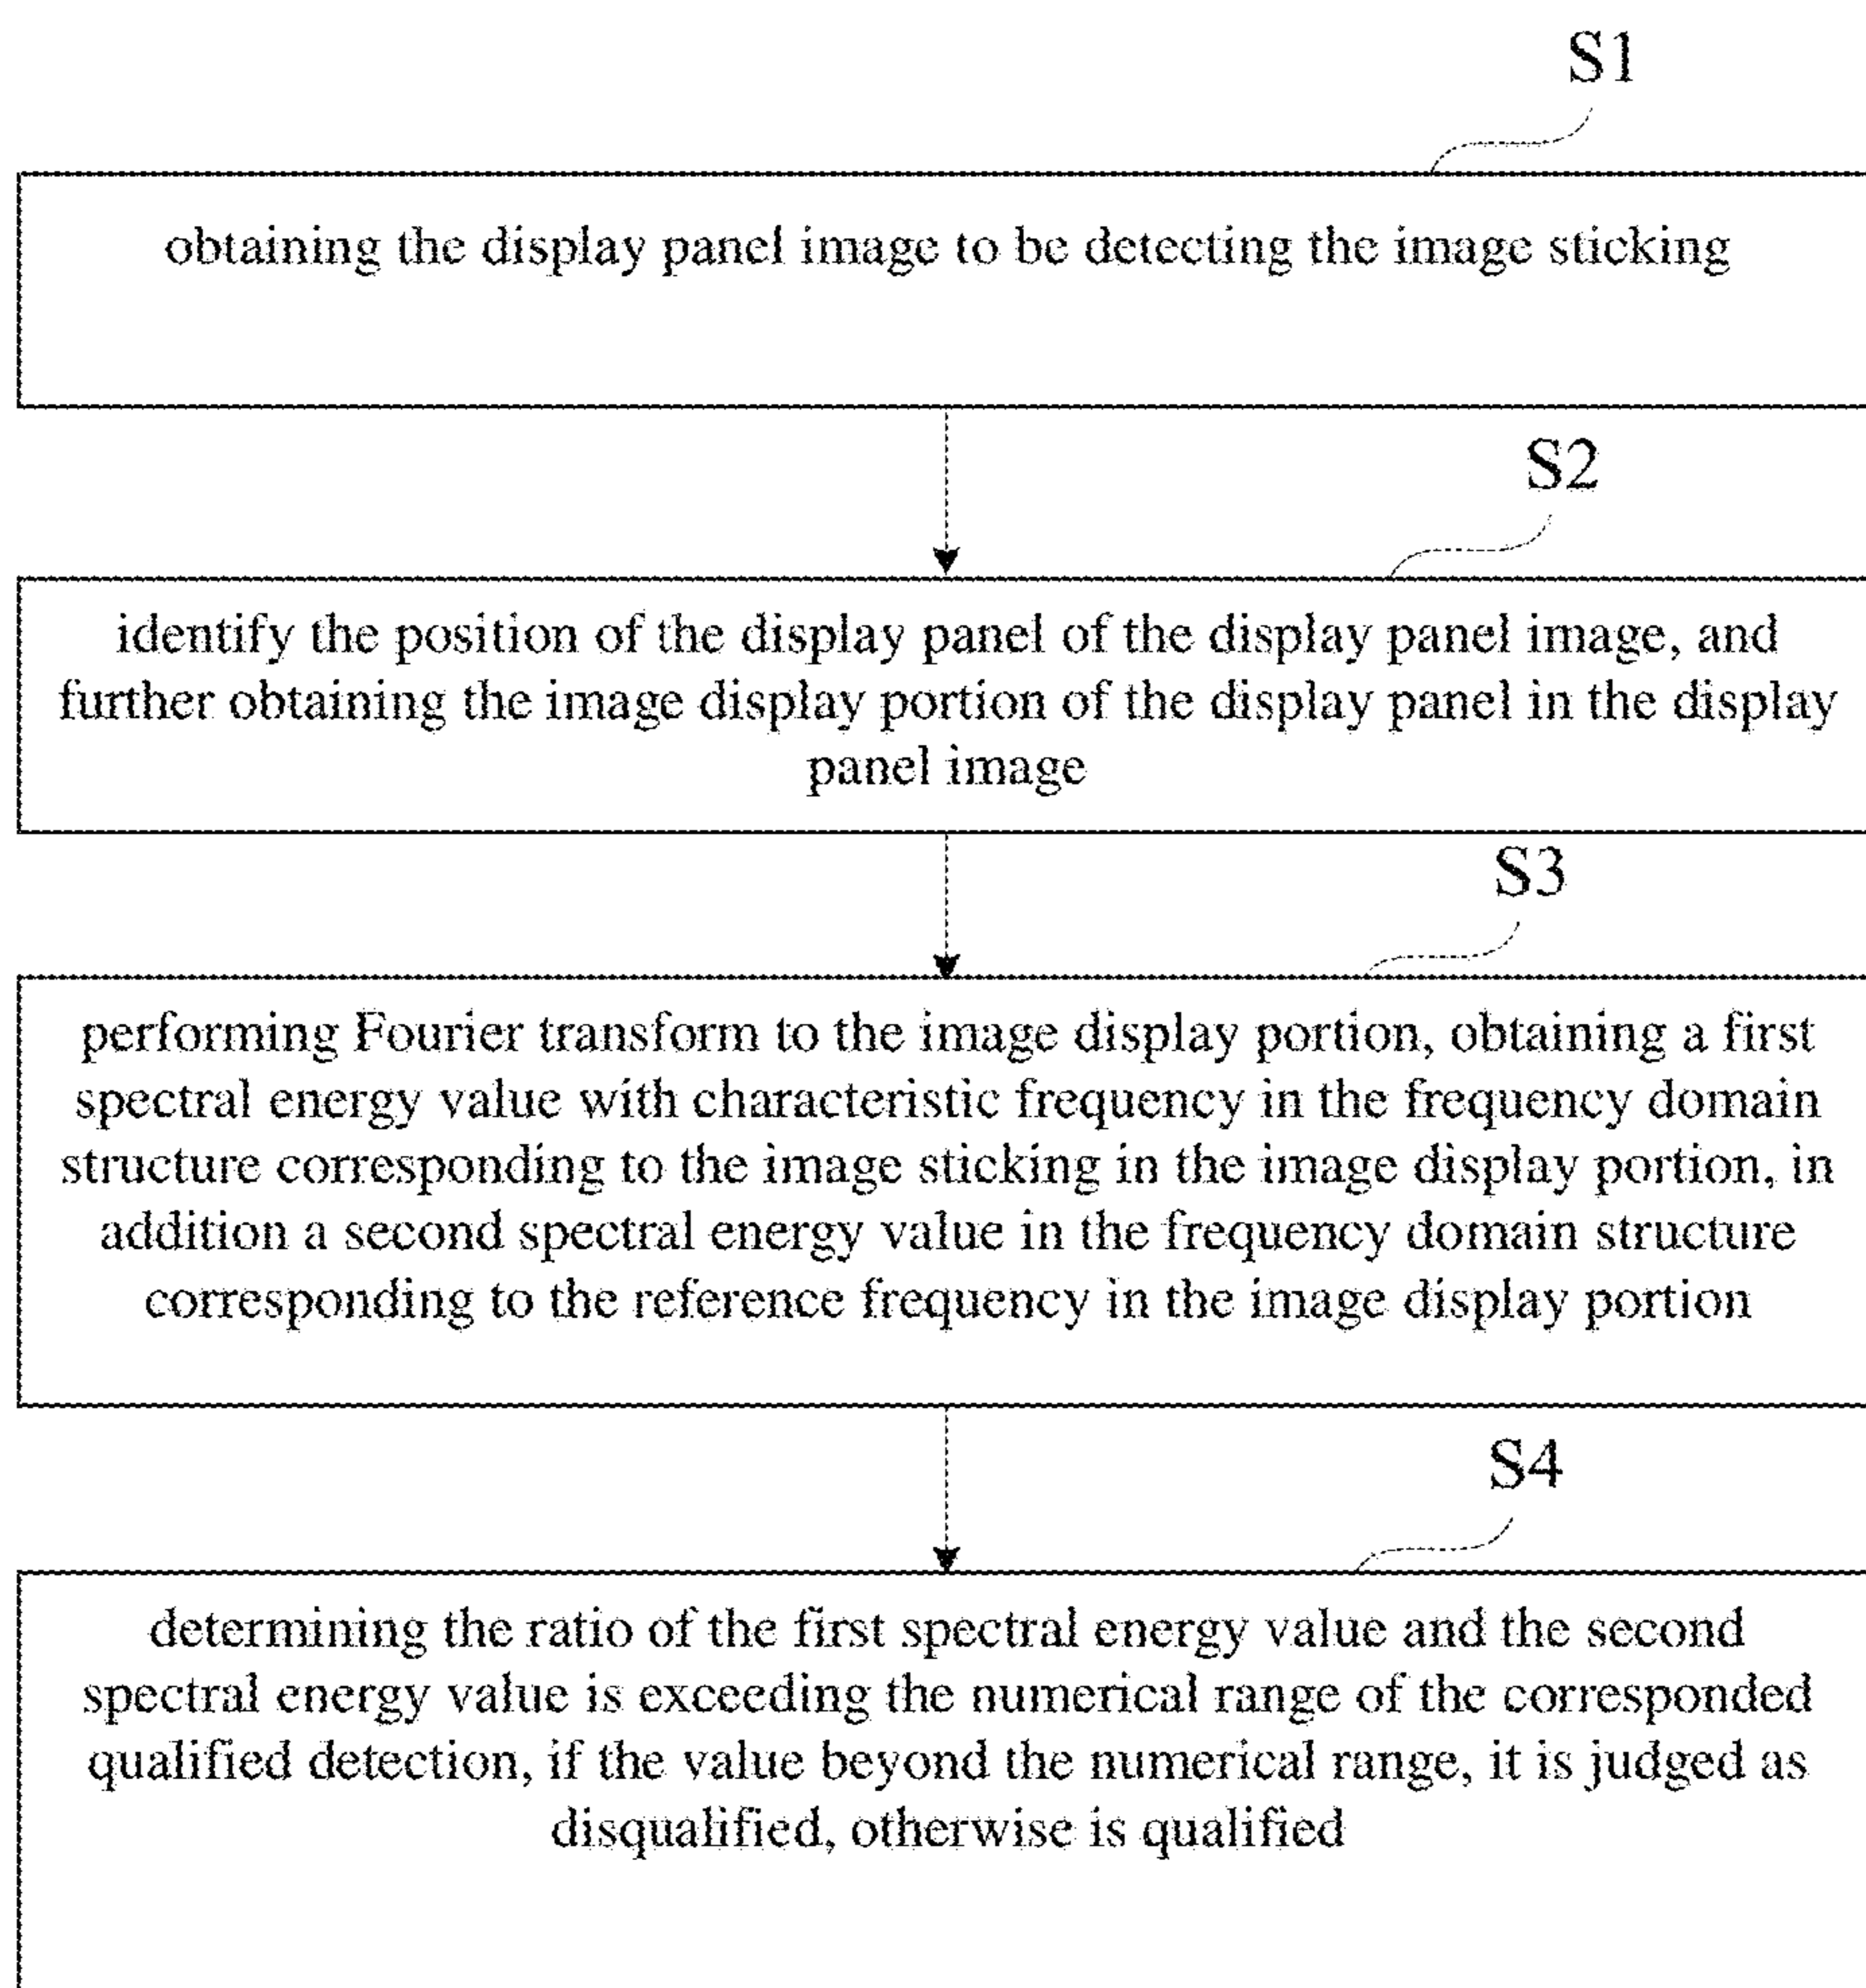 S1
obtaining the display panel image to be detecting the image sticking
S2
identify the position of the display panel of the display panel image, and
further obtaining the image display portion of the display panel in the display
panel image
S3
performing Fourier transform to the image display portion, obtaining a first
spectral energy value with characteristic frequency in the frequency domain
structure corresponding to the image sticking in the image display portion, in
addition a second spectral energy value in the frequency domain structure
corresponding to the reference frequency in the image display portion
S4
determining the ratio of the first spectral energy value and the second
spectral energy value is exceeding the numerical range of the corresponded
qualified detection, if the value beyond the numerical range, it is judged as
disqualified, otherwise is qualified